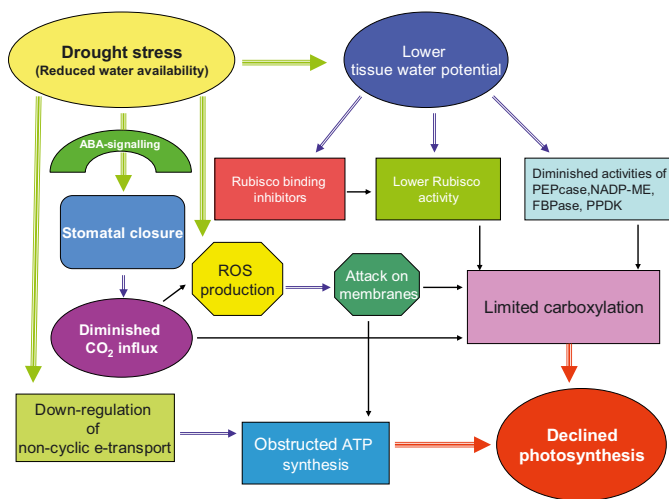 Drought stress
(Reduced water availability)
Lower
tissue water potential
ABA-signalling
Rubisco binding
inhibitors
Lower Rubisco
activity
Diminished activities of
PEPcase,NADP-ME,
FBPase, PPDK
Stomatal closure
ROS
production
Attack on
membranes
Limited carboxylation
Diminished
CO₂ influx
Down-regulation
of
non-cyclic e-transport
Obstructed ATP
synthesis
Declined
photosynthesis